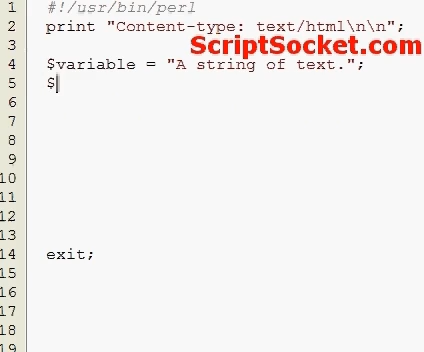 1 #!/usr/bin/perl
2 print "Content-type: text/html\n\n";
3 ScriptSocket.com
4 $variable = "A string of text.";
5 $
6
7
8
9
10
11
12
13
14 exit;
15
16
17
18
19